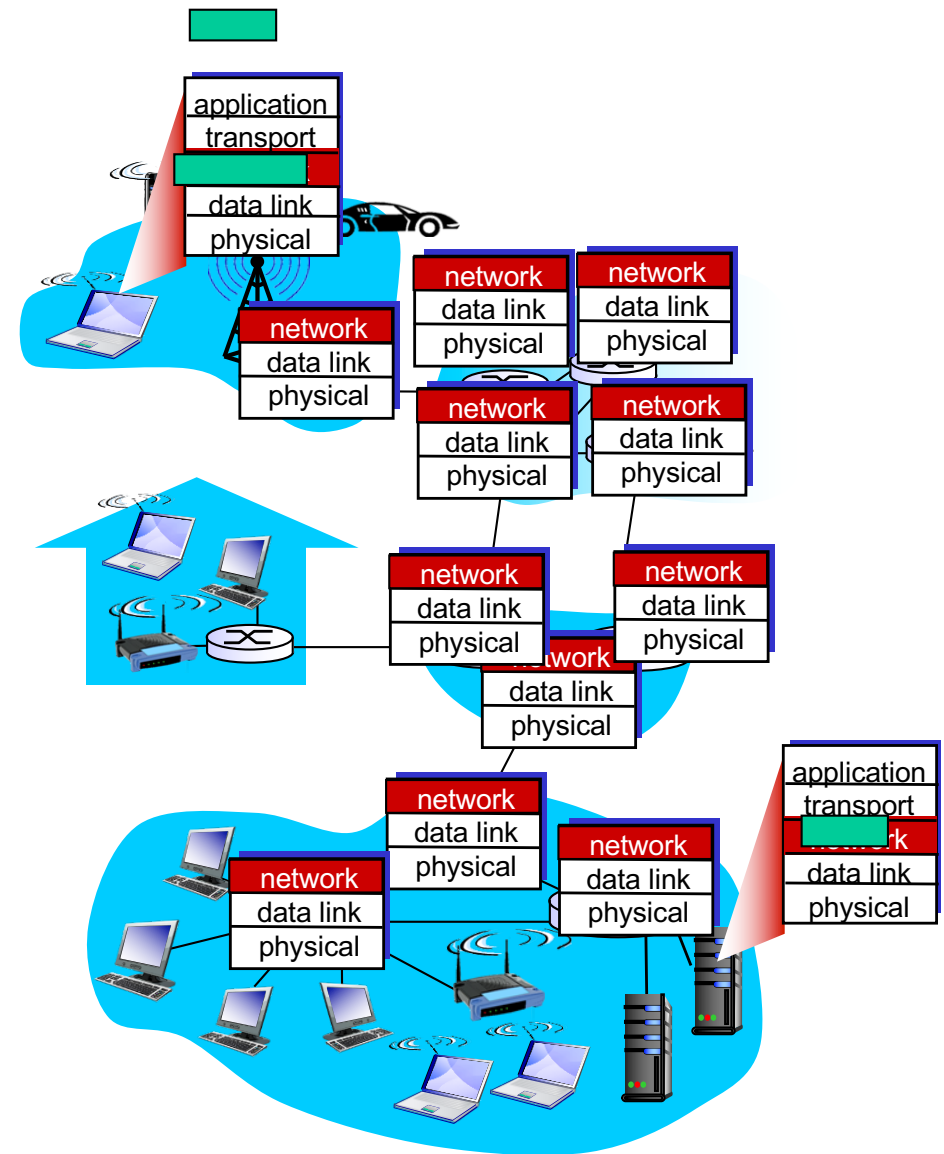 application
transport
data link
physical
network
data link
physical
network
data link
physical
network
data link
physical
network
data link
physical
network
data link
physical
network
data link
physical
network
data link
physical
network
data link
physical
network
data link
physical
network
data link
physical
network
data link
physical
application
transport
network
data link
physical